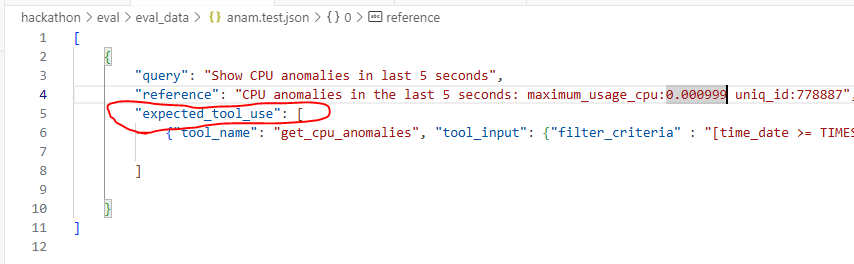 hackathon > eval > eval_data > {} anam.test.json > {} 0 > abc reference
1 [
2 {
3 "query": "Show CPU anomalies in last 5 seconds",
4 "reference": "CPU anomalies in the last 5 seconds: maximum_usage_cpu:0.000999 uniq_id:778887",
5 "expected_tool_use": [
6 {"tool_name": "get_cpu_anomalies", "tool_input": {"filter_criteria" : "[time_date >= TIMES
7
8 ]
9
10 }
11 ]
12